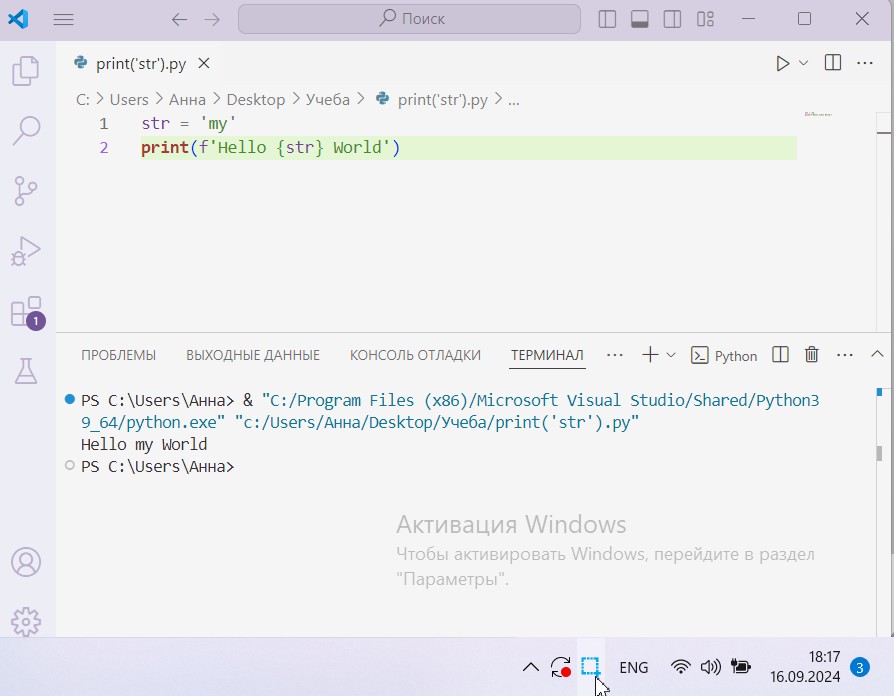 Поиск
print('str').py
C: > Users > Анна > Desktop > Учеба > print('str').py > ...
1 str = 'my'
2 print(f'Hello {str} World')
1
ПРОБЛЕМЫ ВЫХОДНЫЕ ДАННЫЕ КОНСОЛЬ ОТЛАДКИ ТЕРМИНАЛ ... Python ...
PS C:\Users\Анна> & "C:/Program Files (x86)/Microsoft Visual Studio/Shared/Python3
9_64/python.exe" "c:/Users/Анна/Desktop/Учеба/print('str').py"
Hello my World
PS C:\Users\Анна>
Активация Windows
Чтобы активировать Windows, перейдите в раздел
"Параметры".
ENG
18:17
16.09.2024
3